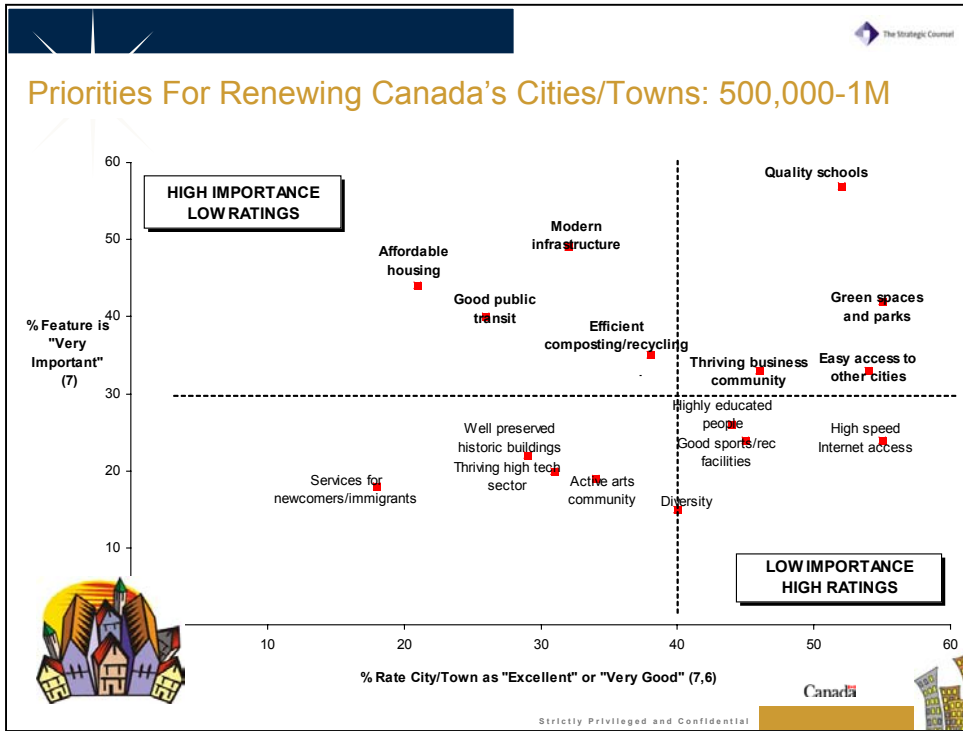 The Strategic Counsel
Priorities For Renewing Canada's Cities/Towns: 500,000-1M
60
50
40
30
20
10
% Feature is
"Very
Important"
(7)
HIGH IMPORTANCE
LOW RATINGS
Quality schools
Modern
infrastructure
Affordable
housing
Good public
transit
Green spaces
and parks
Efficient
composting/recycling
Thriving business
community
Easy access to
other cities
Highly educated
people
Good sports/rec
facilities
High speed
Internet access
Well preserved
historic buildings
Thriving high tech
sector
Active arts
community
Services for
newcomers/immigrants
Diversity
LOW IMPORTANCE
HIGH RATINGS
10
20
30
40
50
60
% Rate City/Town as "Excellent" or "Very Good" (7,6)
Canada
Strictly Privileged and Confidential